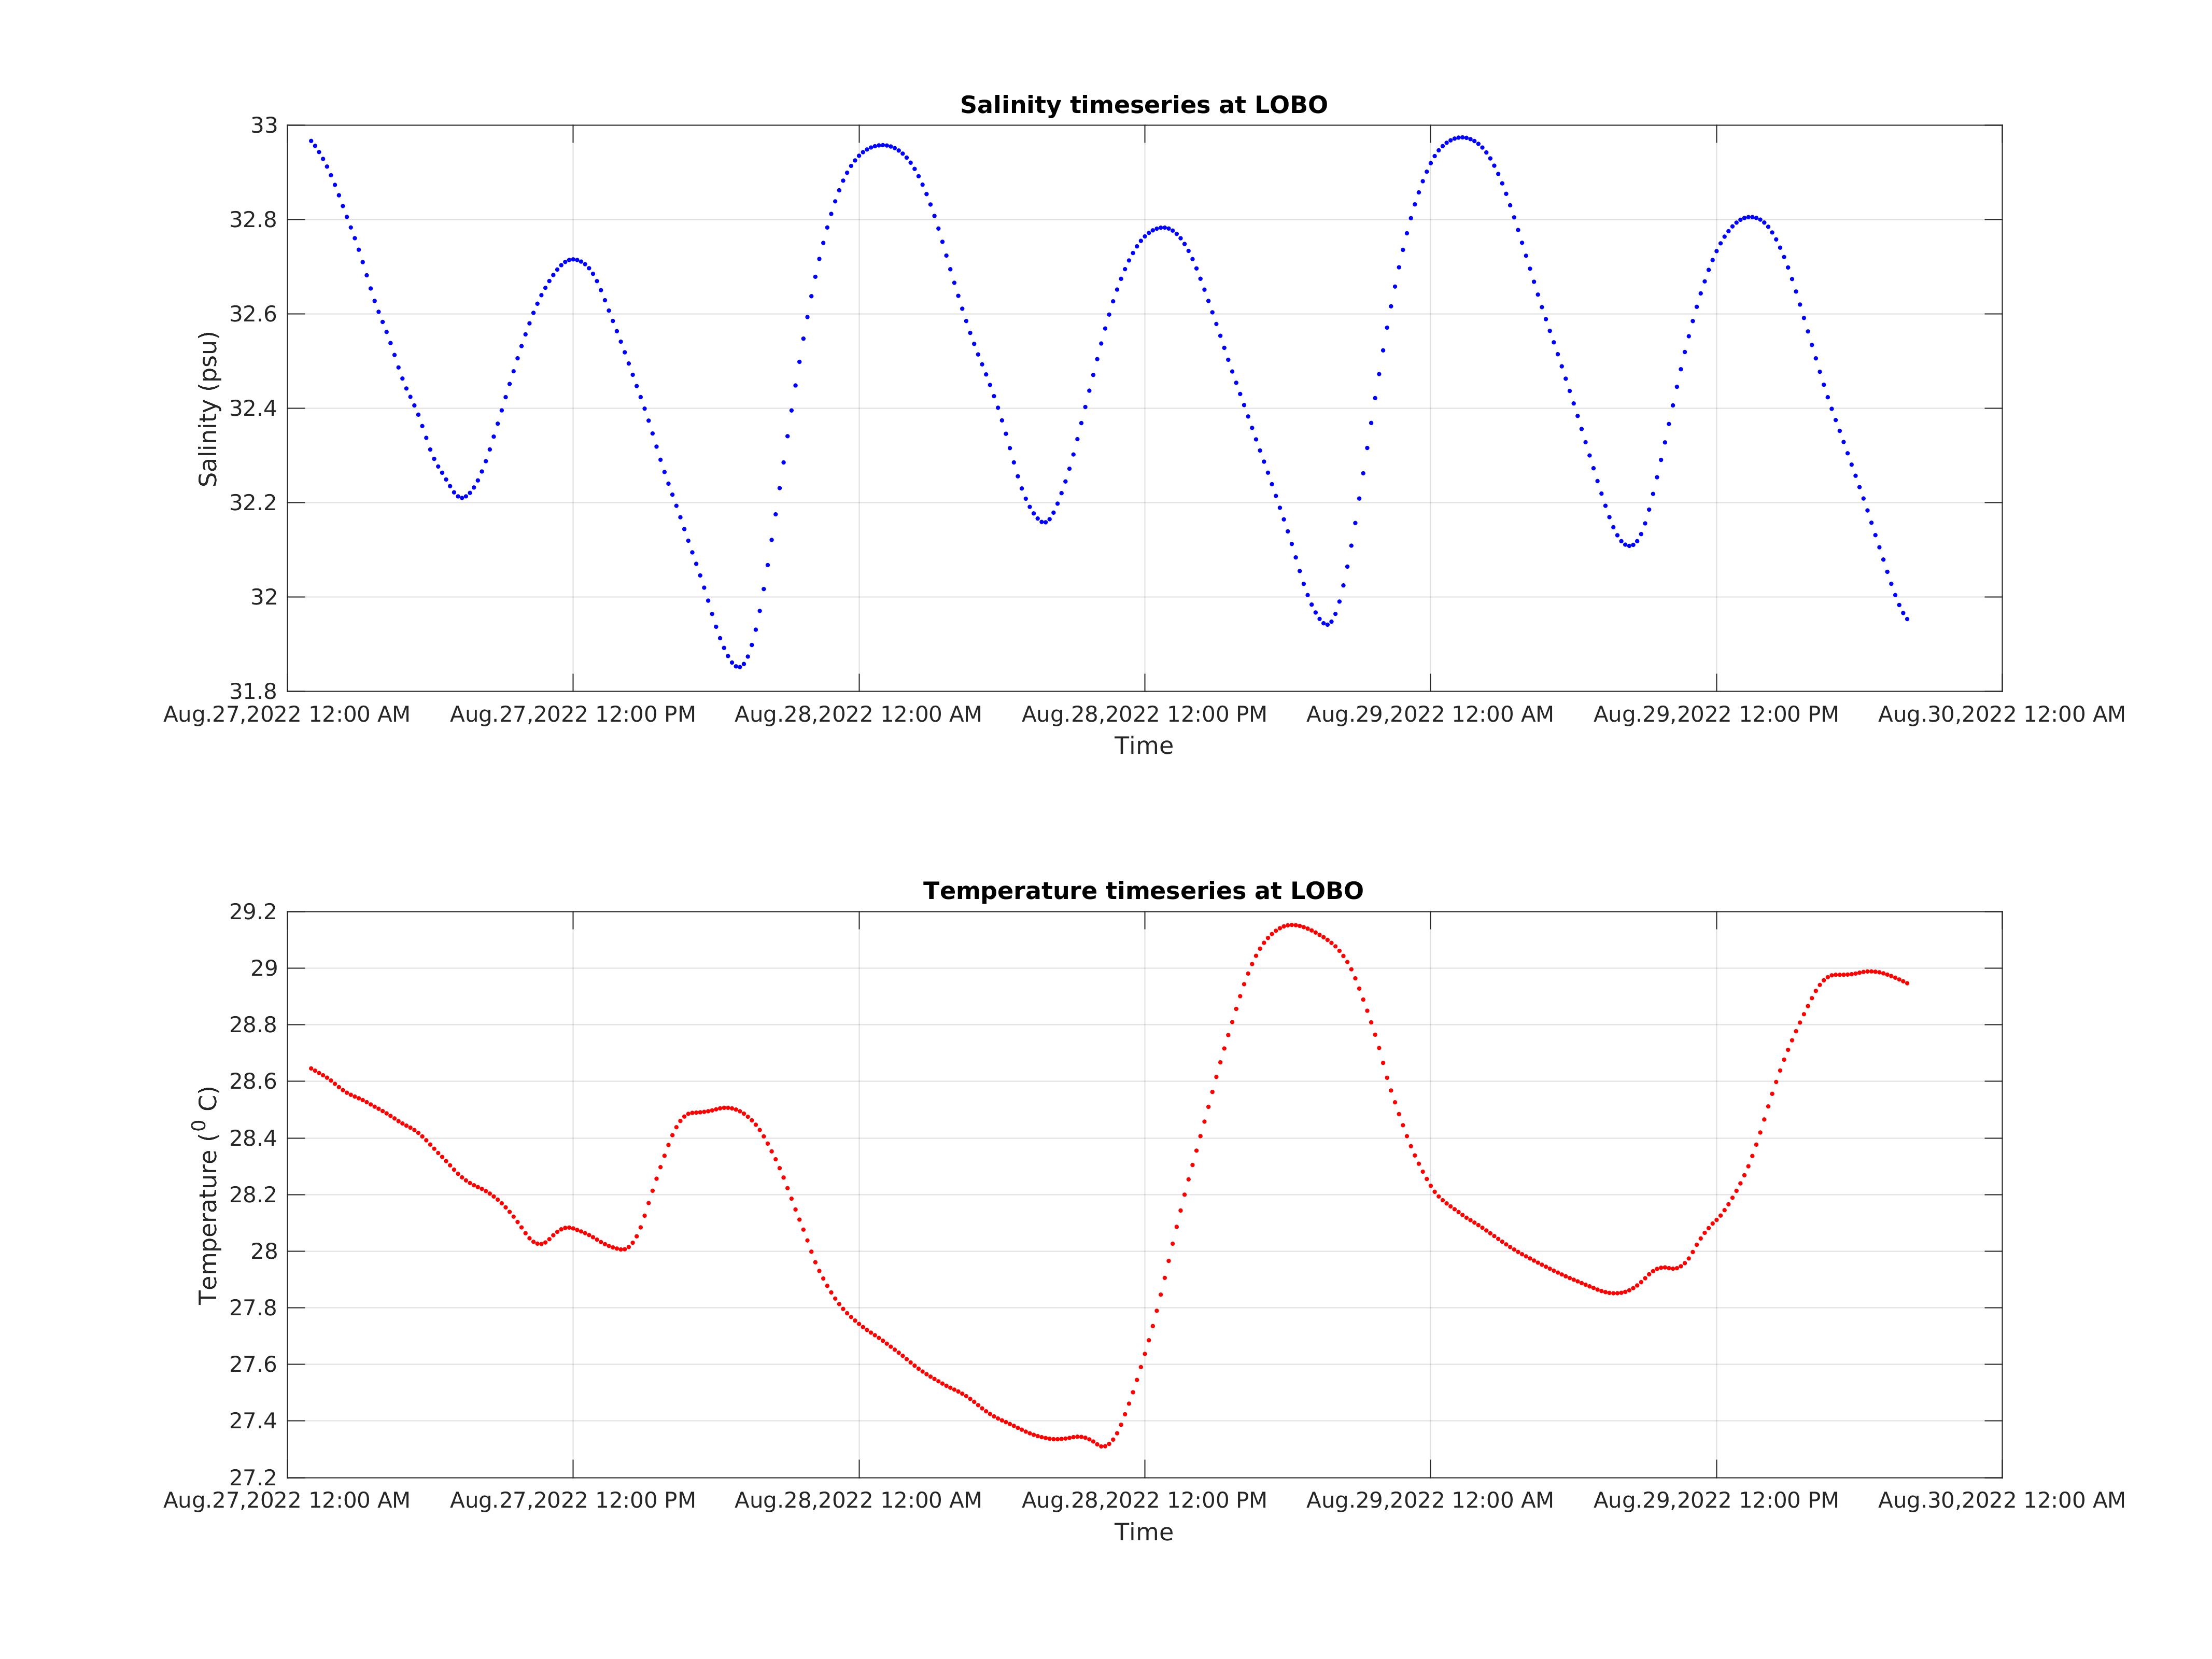 Salinity timeseries at LOBO
33
32.8
32.6
32.4
32.2
32
31.8
Salinity (psu)
Aug.27,2022 12:00 AM Aug.27,2022 12:00 PM Aug.28,2022 12:00 AM Aug.28,2022 12:00 PM Aug.29,2022 12:00 AM Aug.29,2022 12:00 PM Aug.30,2022 12:00 AM
Time
Temperature timeseries at LOBO
29.2
29
28.8
28.6
28.4
28.2
28
27.8
27.6
27.4
27.2
Temperature (⁰ C)
Aug.27,2022 12:00 AM Aug.27,2022 12:00 PM Aug.28,2022 12:00 AM Aug.28,2022 12:00 PM Aug.29,2022 12:00 AM Aug.29,2022 12:00 PM Aug.30,2022 12:00 AM
Time